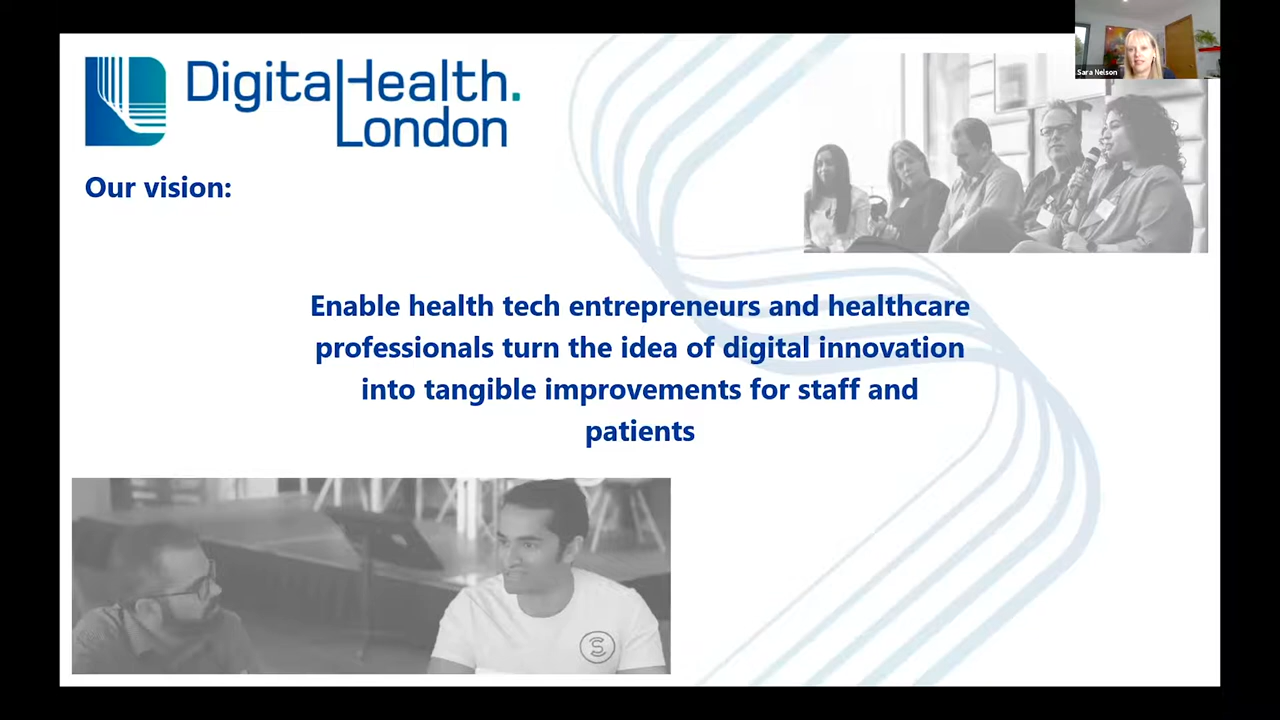 DigitalHealth.
London
Sara Nelson
Our vision:
Enable health tech entrepreneurs and healthcare
professionals turn the idea of digital innovation
into tangible improvements for staff and
patients